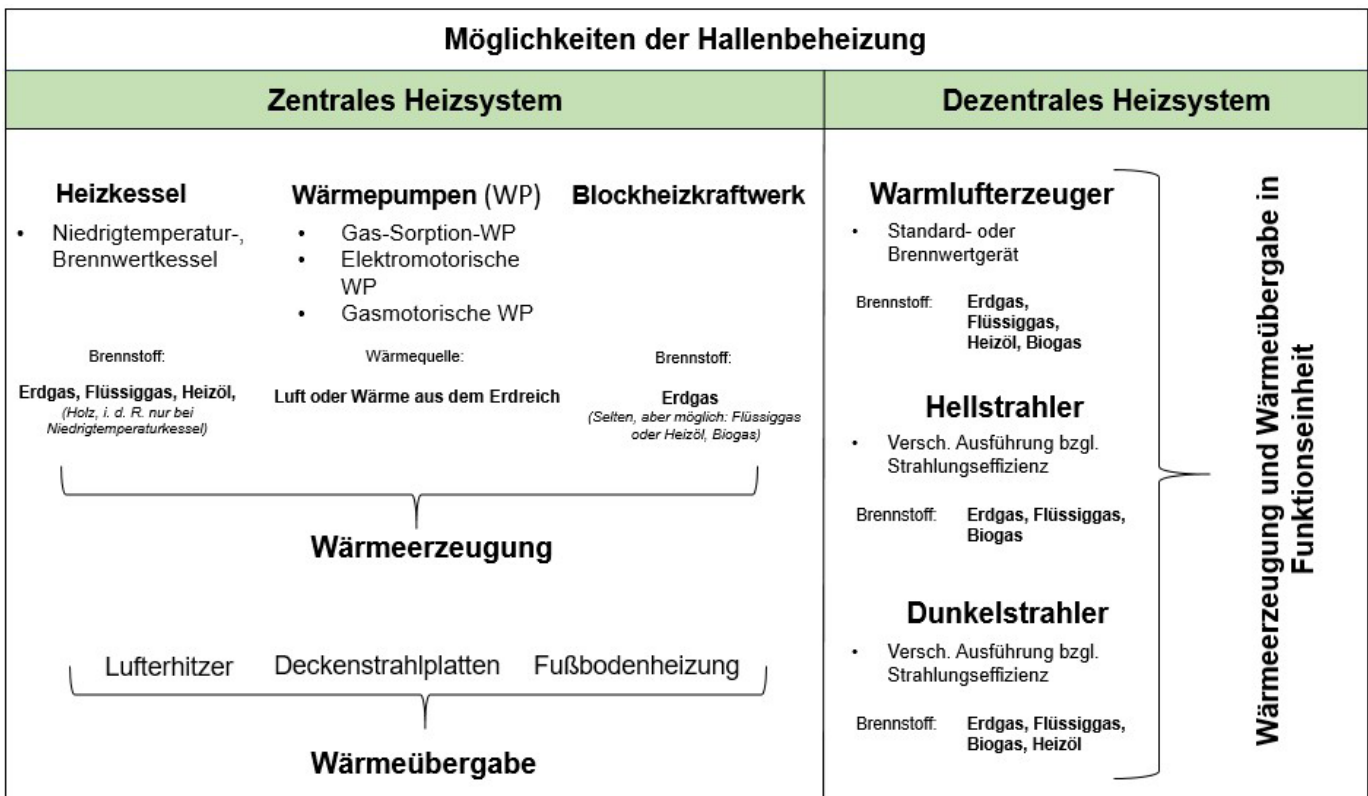 Möglichkeiten der Hallenbeheizung
Zentrales Heizsystem
Heizkessel
• Niedrigtemperatur-,
Brennwertkessel
Brennstoff:
Erdgas, Flüssiggas, Heizöl,
(Holz, i. d. R. nur bei
Niedrigtemperaturkessel)
Wärmepumpen (WP)
• Gas-Sorption-WP
• Elektromotorische
WP
• Gasmotorische WP
Wärmequelle:
Luft oder Wärme aus dem Erdreich
Blockheizkraftwerk
Brennstoff:
Erdgas
(Selten, aber möglich: Flüssiggas
oder Heizöl, Biogas)
Wärmeerzeugung
Lufterhitzer Deckenstrahlplatten Fußbodenheizung
Wärmeübergabe
Dezentrales Heizsystem
Warmlufterzeuger
• Standard- oder
Brennwertgerät
Brennstoff: Erdgas,
Flüssiggas,
Heizöl, Biogas
Hellstrahler
• Versch. Ausführung bzgl.
Strahlungseffizienz
Brennstoff: Erdgas, Flüssiggas,
Biogas
Dunkelstrahler
• Versch. Ausführung bzgl.
Strahlungseffizienz
Brennstoff: Erdgas, Flüssiggas,
Biogas, Heizöl
Wärmeerzeugung und Wärmeübergabe in
Funktionseinheit